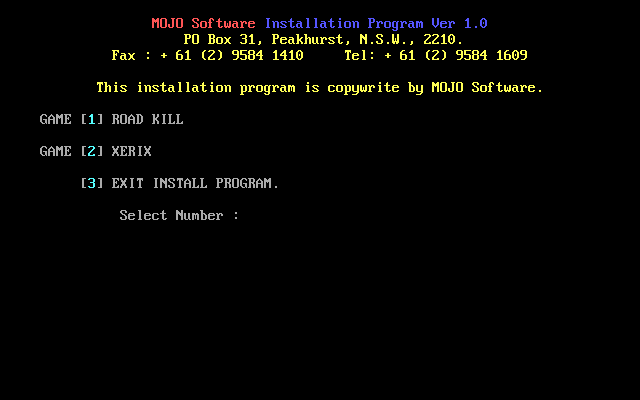 MOJO Software Installation Program Ver 1.0
PO Box 31, Peakhurst, N.S.W., 2210.
Fax : + 61 (2) 9584 1410 Tel: + 61 (2) 9584 1609
This installation program is copywrite by MOJO Software.
GAME [1] ROAD KILL
GAME [2] XERIX
[3] EXIT INSTALL PROGRAM.
Select Number :